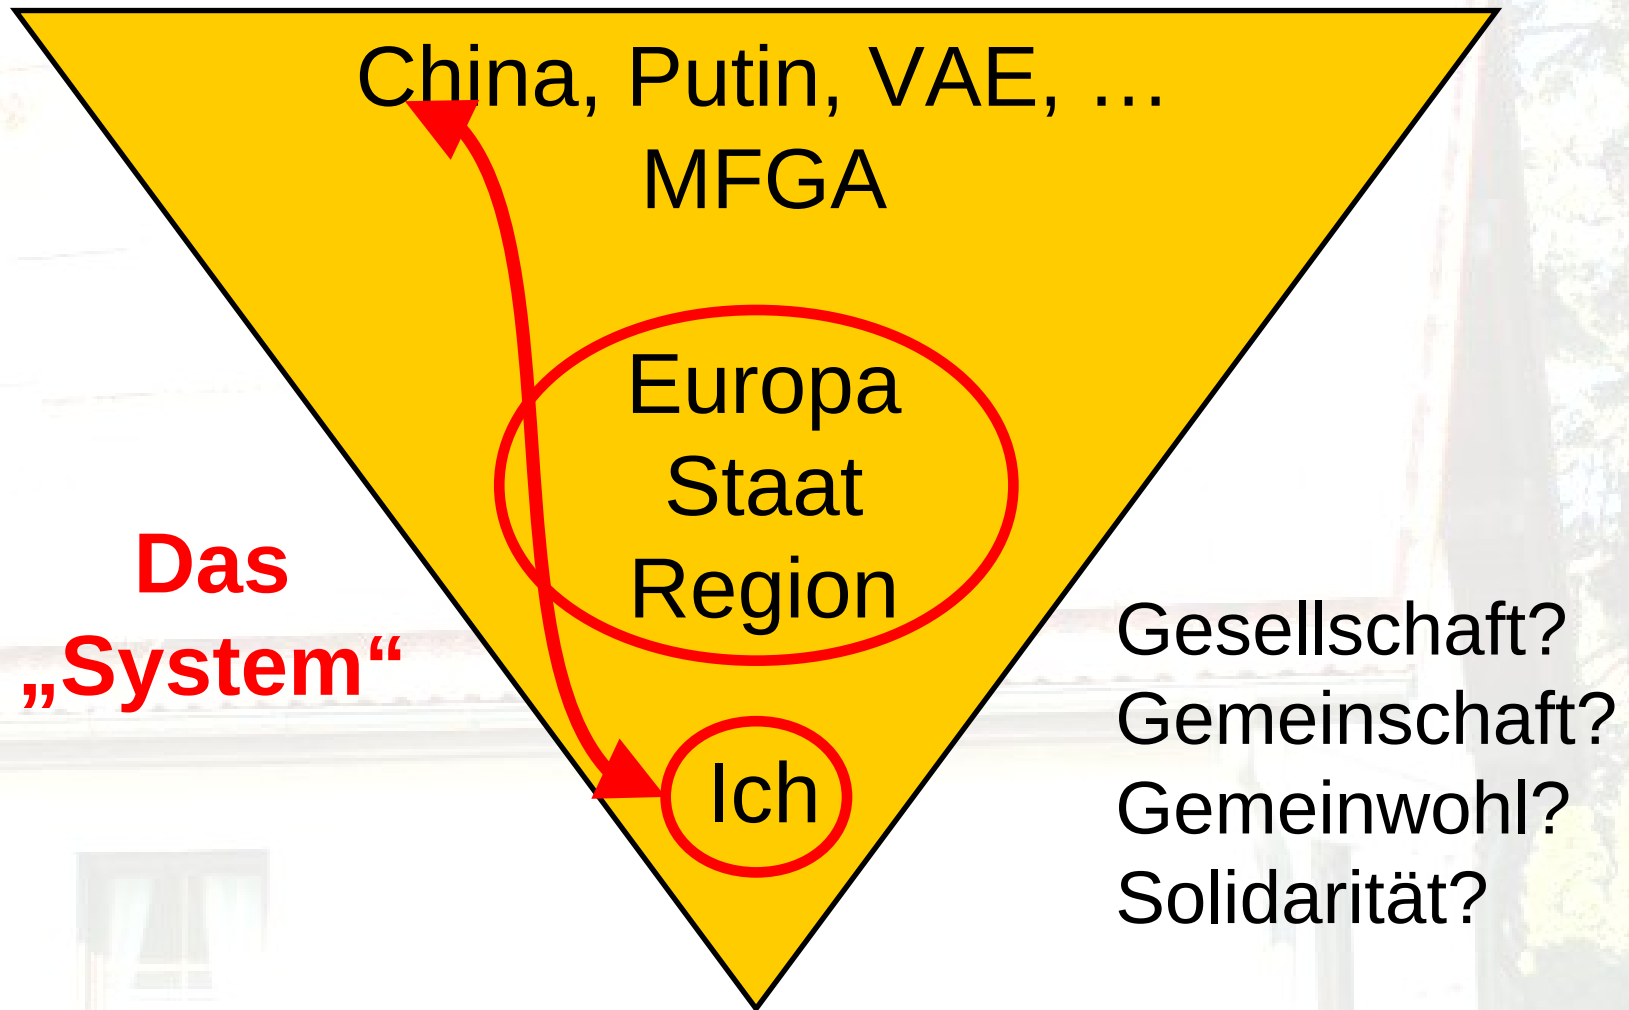 China, Putin, VAE, …
MFGA
Europa
Staat
Region
Ich
Das
„System“
Gesellschaft?
Gemeinschaft?
Gemeinwohl?
Solidarität?